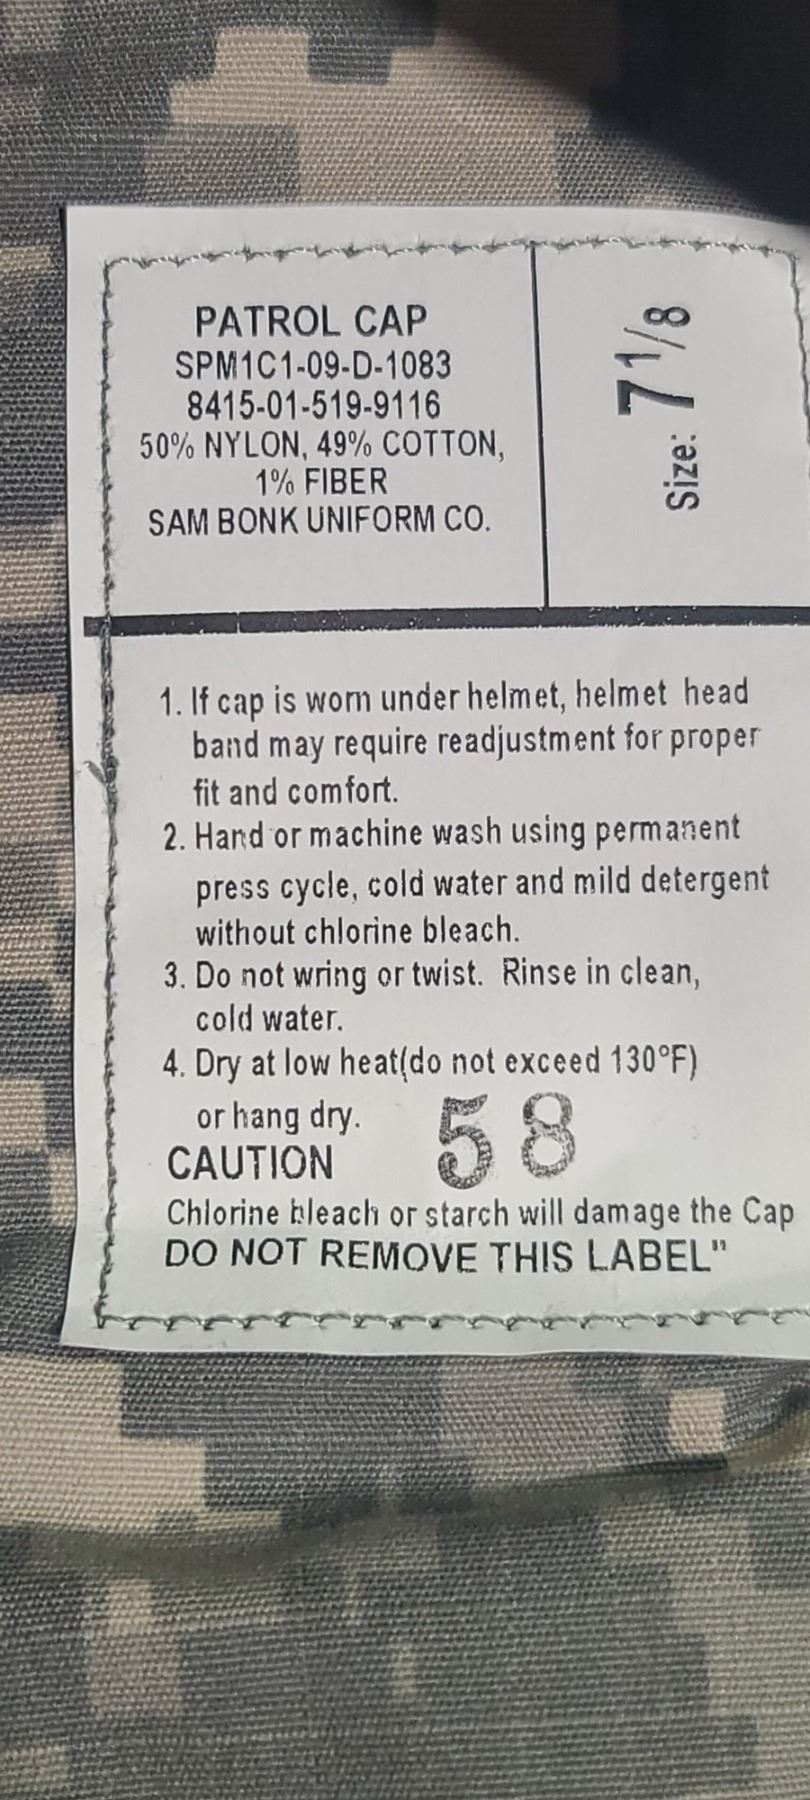 PATROL CAP
SPM1C1-09-D-1083
8415-01-519-9116
50% NYLON, 49% COTTON,
1% FIBER
SAM BONK UNIFORM CO.
Size: 7 1/8
1. If cap is worn under helmet, helmet head
band may require readjustment for proper
fit and comfort.
2. Hand or machine wash using permanent
press cycle, cold water and mild detergent
without chlorine bleach.
3. Do not wring or twist. Rinse in clean,
cold water.
4. Dry at low heat(do not exceed 130°F)
or hang dry.
58
CAUTION
Chlorine bleach or starch will damage the Cap
DO NOT REMOVE THIS LABEL"